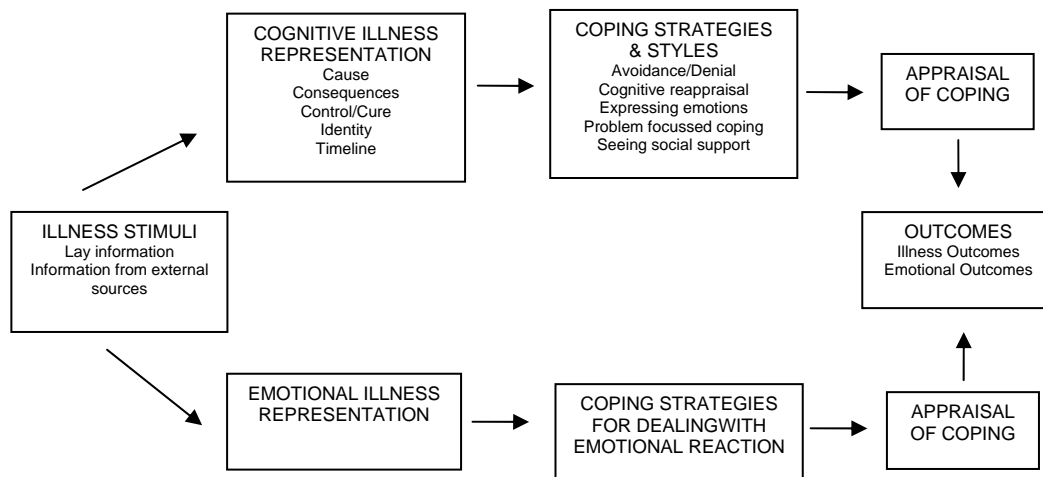 COGNITIVE ILLNESS
REPRESENTATION
Cause
Consequences
Control/Cure
Identity
Timeline
COPING STRATEGIES
& STYLES
Avoidance/Denial
Cognitive reappraisal
Expressing emotions
Problem focussed coping
Seeing social support
APPRAISAL
OF COPING
ILLNESS STIMULI
Lay information
Information from external
sources
OUTCOMES
Illness Outcomes
Emotional Outcomes
EMOTIONAL ILLNESS
REPRESENTATION
COPING STRATEGIES
FOR DEALINGWITH
EMOTIONAL REACTION
APPRAISAL
OF COPING